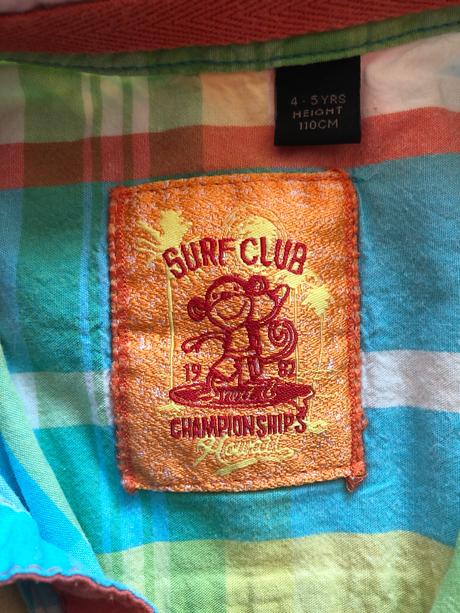 4 - 5 YRS
HEIGHT
110CM
SURF CLUB
19 82
CHAMPIONSHIPS
Hawaii